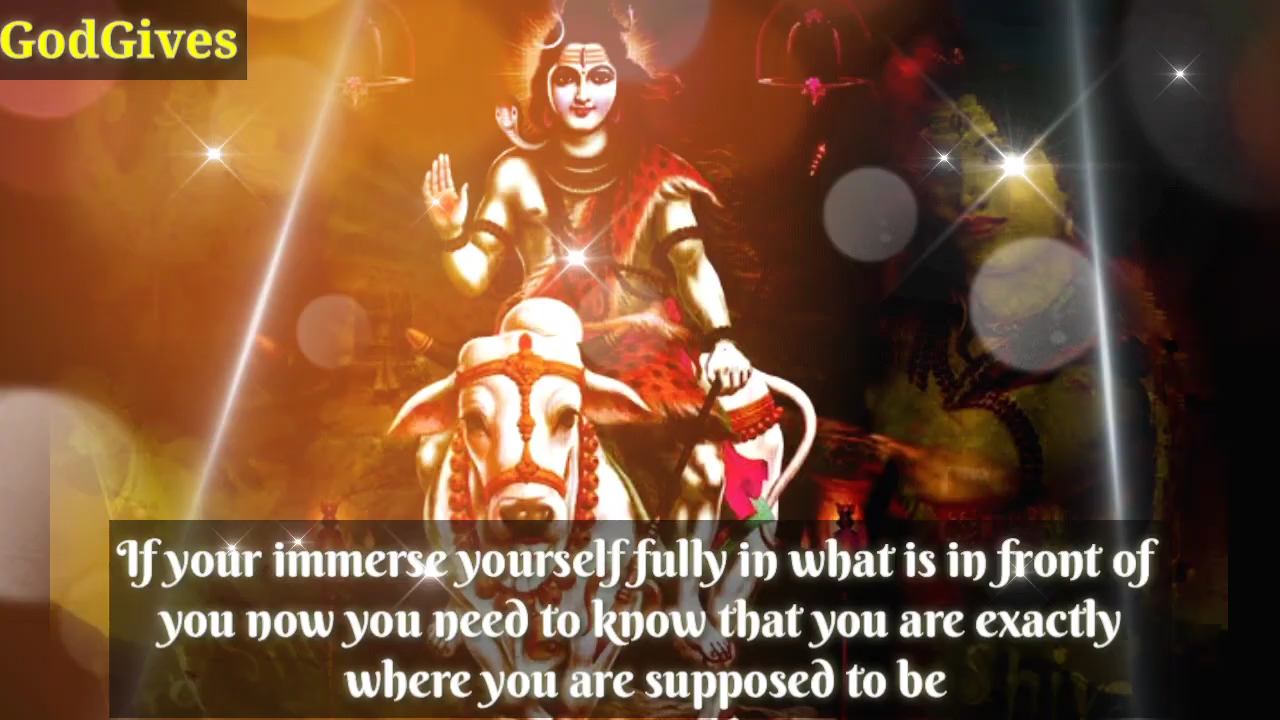 GodGives
If your immerse yourself fully in what is in front of
you now you need to know that you are exactly
where you are supposed to be